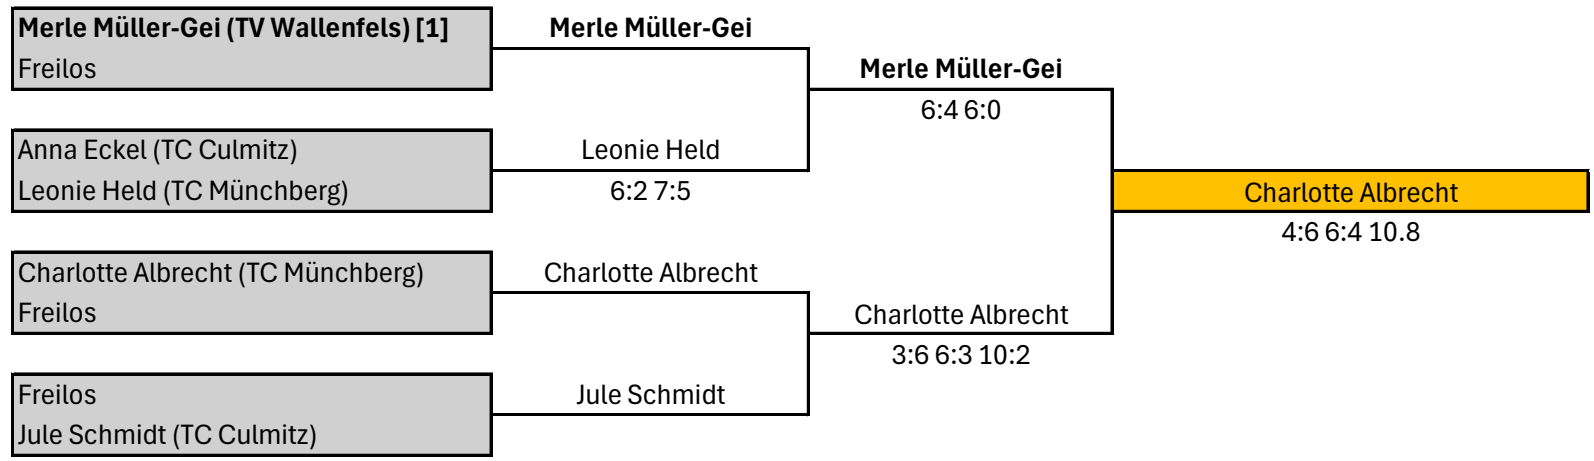 Merle Müller-Gei (TV Wallenfels) [1]
Freilos
Anna Eckel (TC Culmitz)
Leonie Held (TC Münchberg)
Charlotte Albrecht (TC Münchberg)
Freilos
Freilos
Jule Schmidt (TC Culmitz)
Merle Müller-Gei
Leonie Held
6:2 7:5
Charlotte Albrecht
Jule Schmidt
Merle Müller-Gei
6:4 6:0
Charlotte Albrecht
3:6 6:3 10:2
Charlotte Albrecht
4:6 6:4 10.8